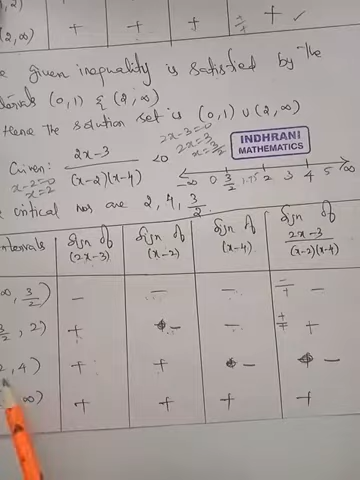 (2, ∞) + + + ÷/+ + ✓
given inequality is satisfied by the
(0, 1) & (2, ∞)
Hence the solution set is (0, 1) ∪ (2, ∞)
Given: (2x-3)/((x-2)(x-4)) <0
2x-3=0
2x=3
x=3/2
x-2=0
x=2
INDHRANI
MATHEMATICS
-∞ 0 3/2 1.75 2 3 4 5 ∞
critical nos are 2, 4, 3/2
intervals | Sign of (2x-3) | Sign of (x-2) | Sign of (x-4) | Sign of (2x-3)/((x-2)(x-4))
∞, 3/2) | - | - | - | -/+ -
3/2, 2) | + | - | - | +
2, 4) | + | + | - | -
∞) | + | + | + | +